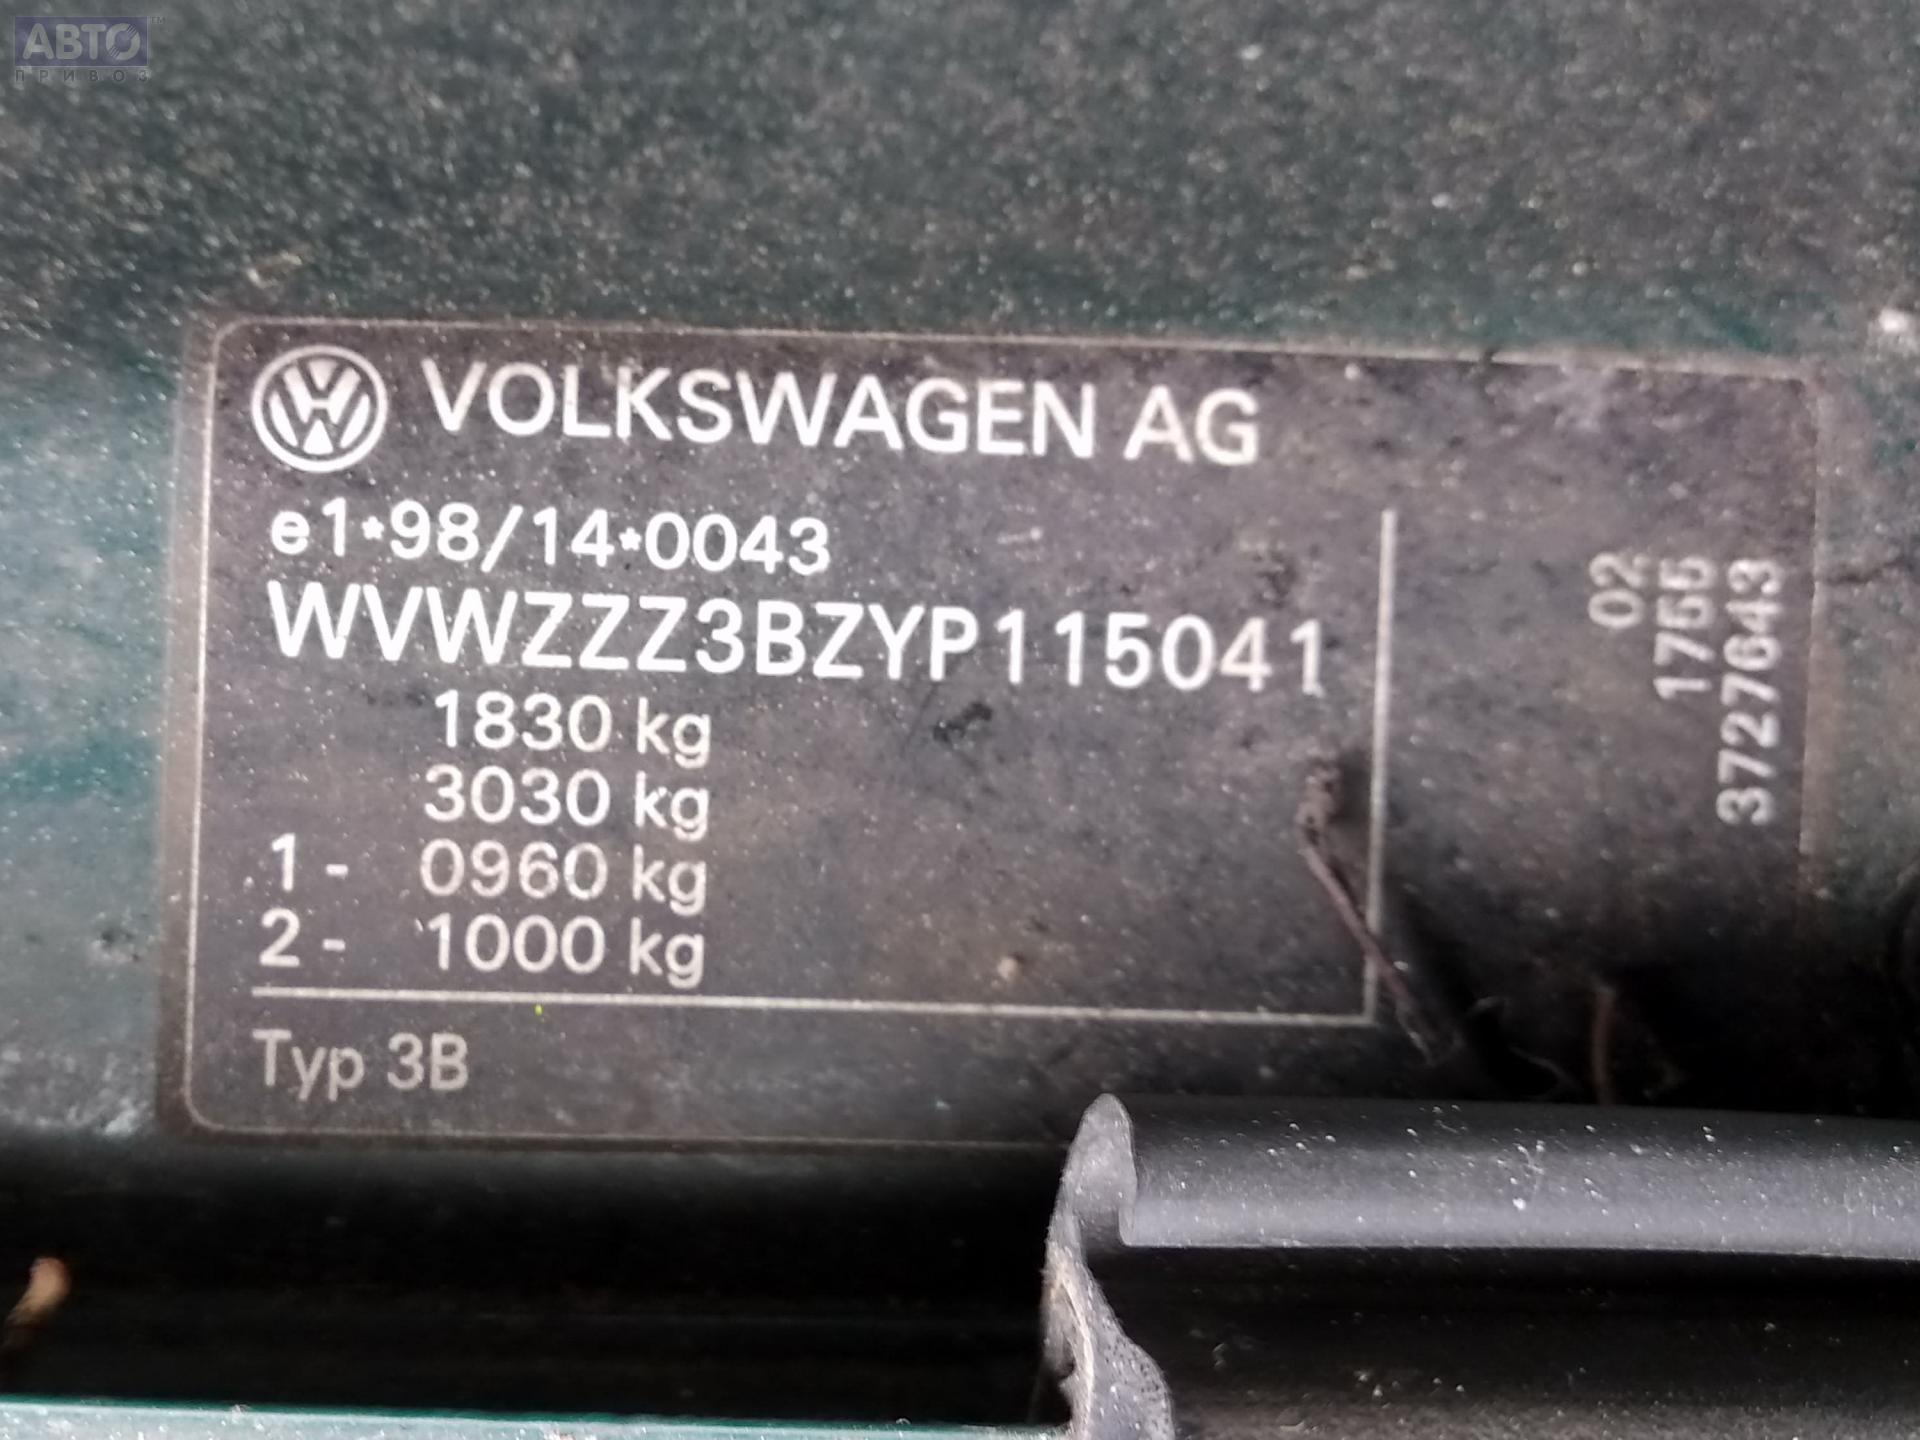 АВТО™
ПРИВОЗ
VOLKSWAGEN AG
e1*98/14*0043
WVWZZZ3BZYP115041
1830 kg
3030 kg
1- 0960 kg
2- 1000 kg
Typ 3B
02
1755
3727643